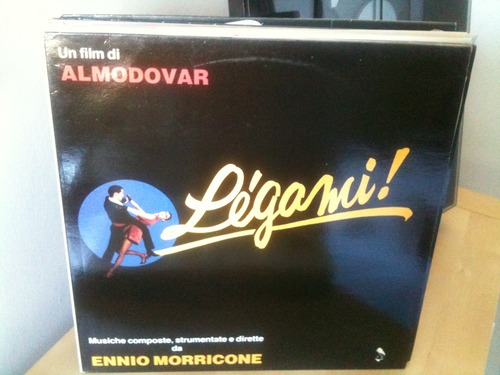 Un film di
ALMODOVAR
Légami!
Musiche composte, strumentate e dirette
da
ENNIO MORRICONE